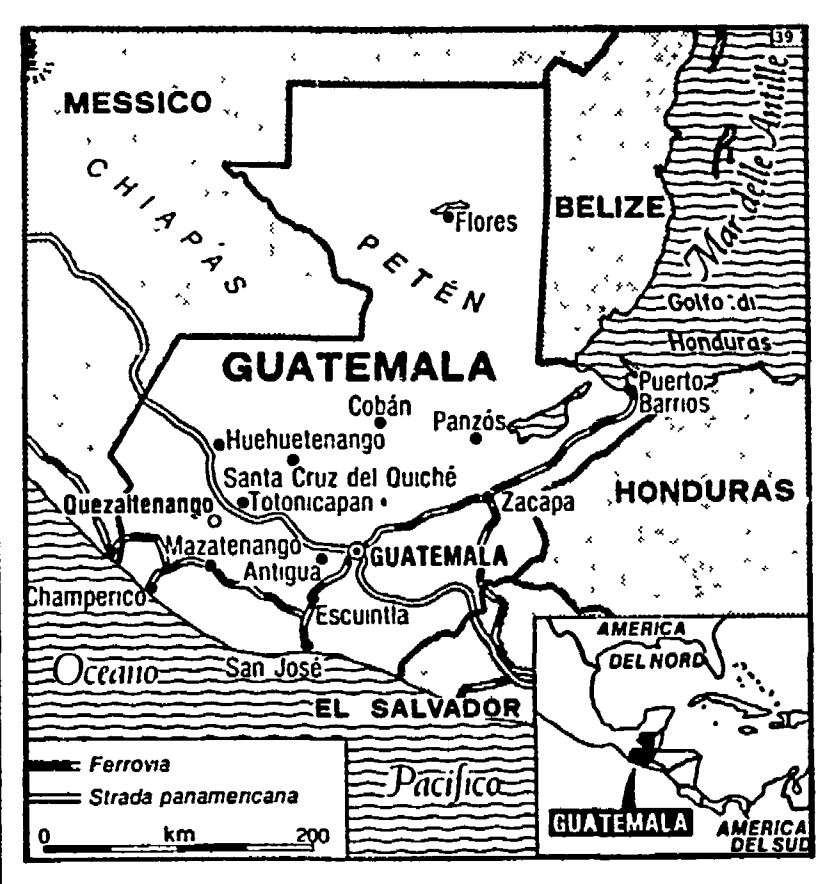 39
MESSICO
CHIAPÁS
Mar delle Antille
BELIZE
Flores
PETÉN
Golfo di
Honduras
GUATEMALA
Puerto
Barrios
Cobán
Panzós
Huehuetenango
Santa Cruz del Quiché
Quezaltenango
Totonicapan
Zacapa
HONDURAS
Mazatenango
GUATEMALA
Antigua
Champerico
Escuintla
Oceano
San José
EL SALVADOR
Pacifico
Ferrovia
Strada panamericana
0 km 200
AMERICA
DEL NORD
GUATEMALA
AMERICA
DEL SUD